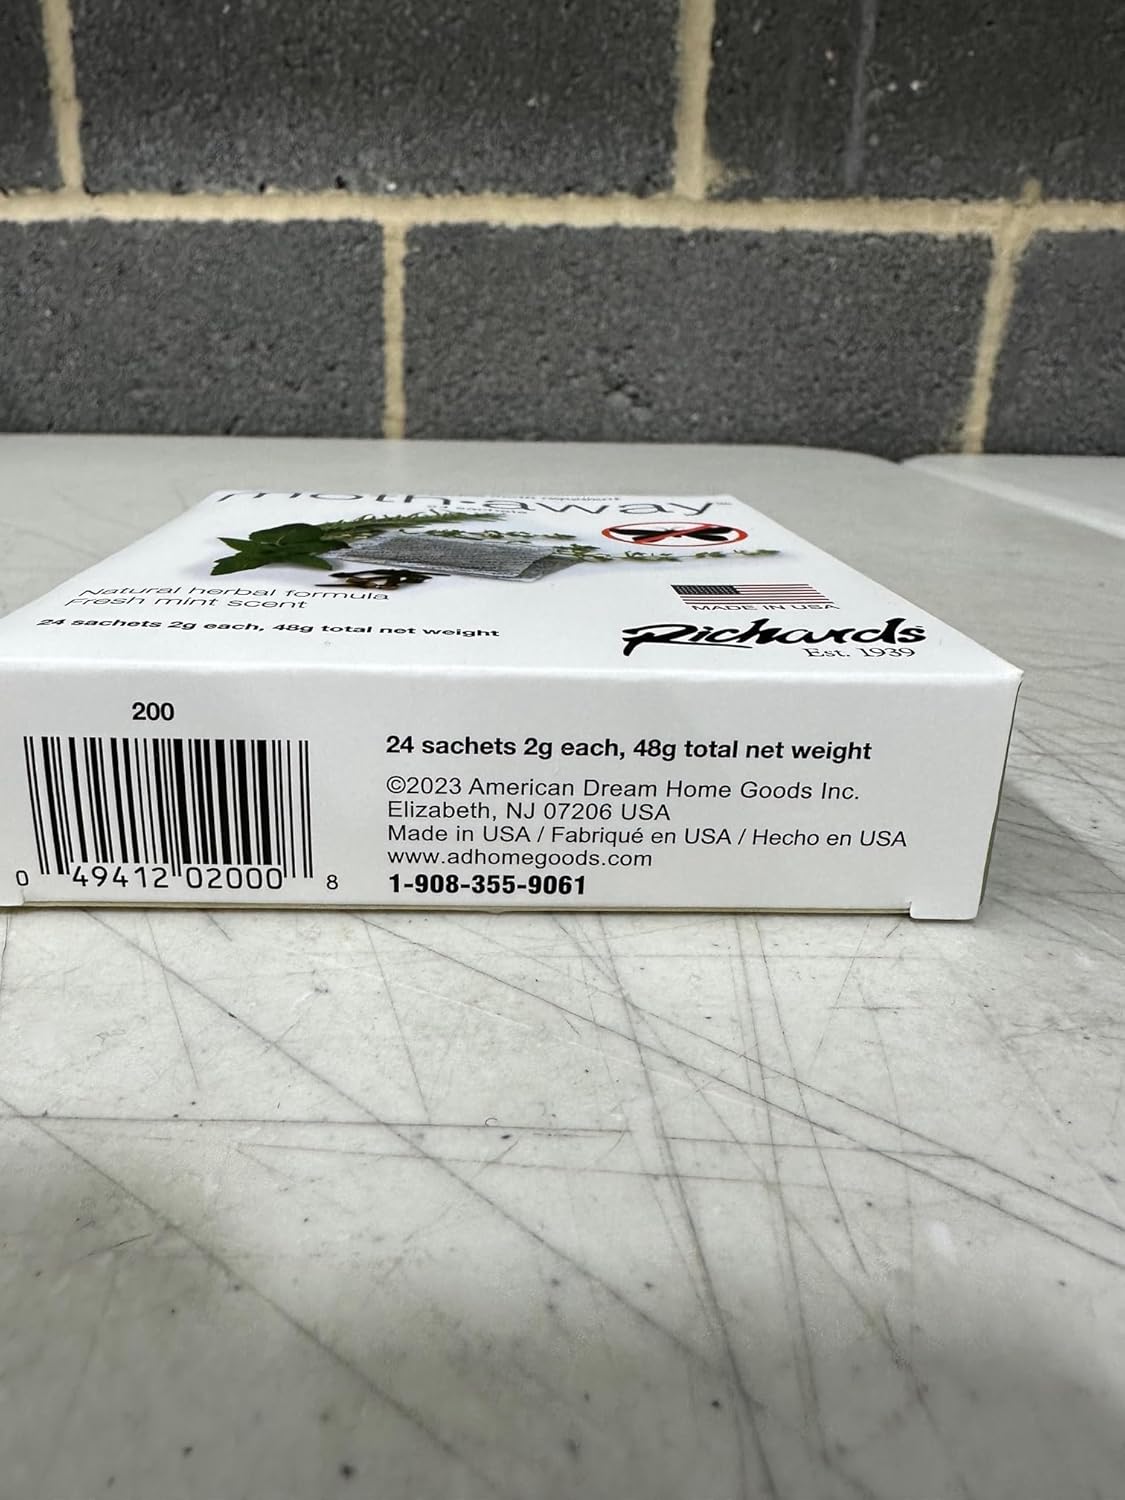 moth·away™
24 sachets
Natural herbal formula
Fresh mint scent
24 sachets 2g each, 48g total net weight
MADE IN USA
Richards
Est. 1939
200
0 49412 02000 8
24 sachets 2g each, 48g total net weight
©2023 American Dream Home Goods Inc.
Elizabeth, NJ 07206 USA
Made in USA / Fabriqué en USA / Hecho en USA
www.adhomegoods.com
1-908-355-9061